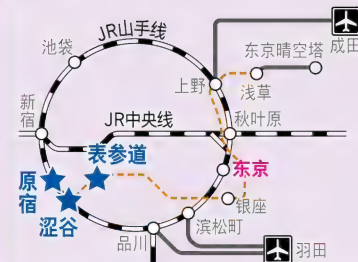 JR山手线
成田
池袋
东京晴空塔
上野
浅草
新宿
JR中央线
秋叶原
表参道
东京
原宿
涩谷
银座
滨松町
品川
羽田